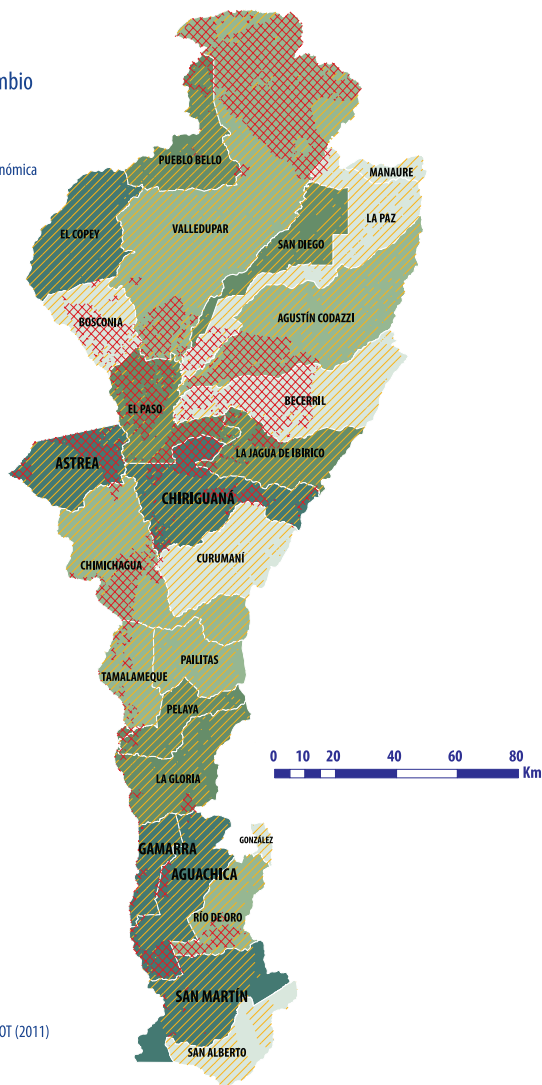 mbio
nómica
PUEBLO BELLO
MANAURE
LA PAZ
EL COPEY
VALLEDUPAR
SAN DIEGO
BOSCONIA
AGUSTÍN CODAZZI
EL PASO
BECERRIL
ASTREA
LA JAGUA DE IBIRICO
CHIRIGUANÁ
CURUMANÍ
CHIMICHAGUA
PAILITAS
TAMALAMEQUE
PELAYA
0 10 20 40 60 80
Km
LA GLORIA
GONZÁLEZ
GAMARRA
AGUACHICA
RÍO DE ORO
SAN MARTÍN
OT (2011)
SAN ALBERTO